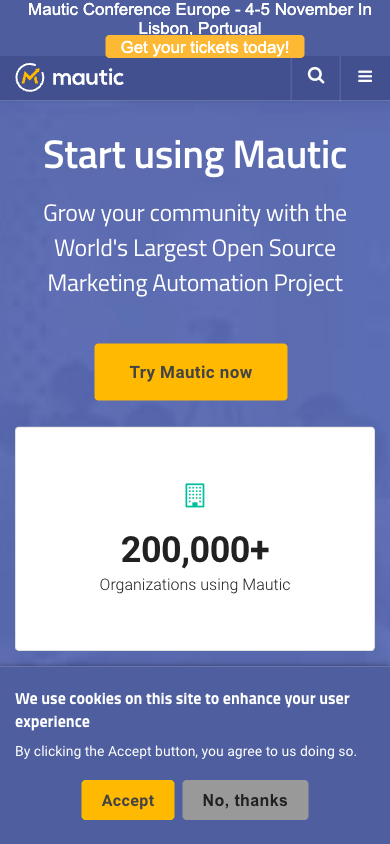 Mautic Conference Europe - 4-5 November In
Lisbon, Portugal
Get your tickets today!
mautic
Start using Mautic
Grow your community with the
World's Largest Open Source
Marketing Automation Project
Try Mautic now
200,000+
Organizations using Mautic
We use cookies on this site to enhance your user
experience
By clicking the Accept button, you agree to us doing so.
Accept
No, thanks